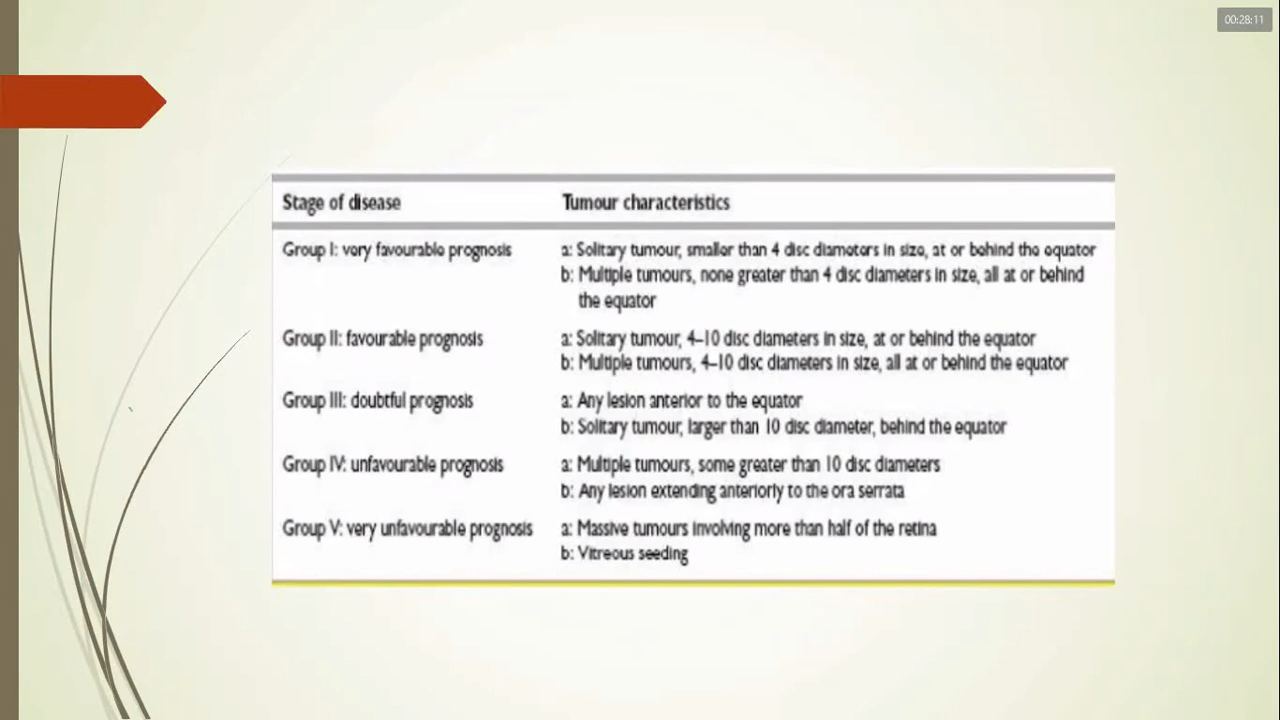 00:28:11
Stage of disease Tumour characteristics
Group I: very favourable prognosis a: Solitary tumour, smaller than 4 disc diameters in size, at or behind the equator
b: Multiple tumours, none greater than 4 disc diameters in size, all at or behind
the equator
Group II: favourable prognosis a: Solitary tumour, 4–10 disc diameters in size, at or behind the equator
b: Multiple tumours, 4–10 disc diameters in size, all at or behind the equator
Group III: doubtful prognosis a: Any lesion anterior to the equator
b: Solitary tumour, larger than 10 disc diameter, behind the equator
Group IV: unfavourable prognosis a: Multiple tumours, some greater than 10 disc diameters
b: Any lesion extending anteriorly to the ora serrata
Group V: very unfavourable prognosis a: Massive tumours involving more than half of the retina
b: Vitreous seeding